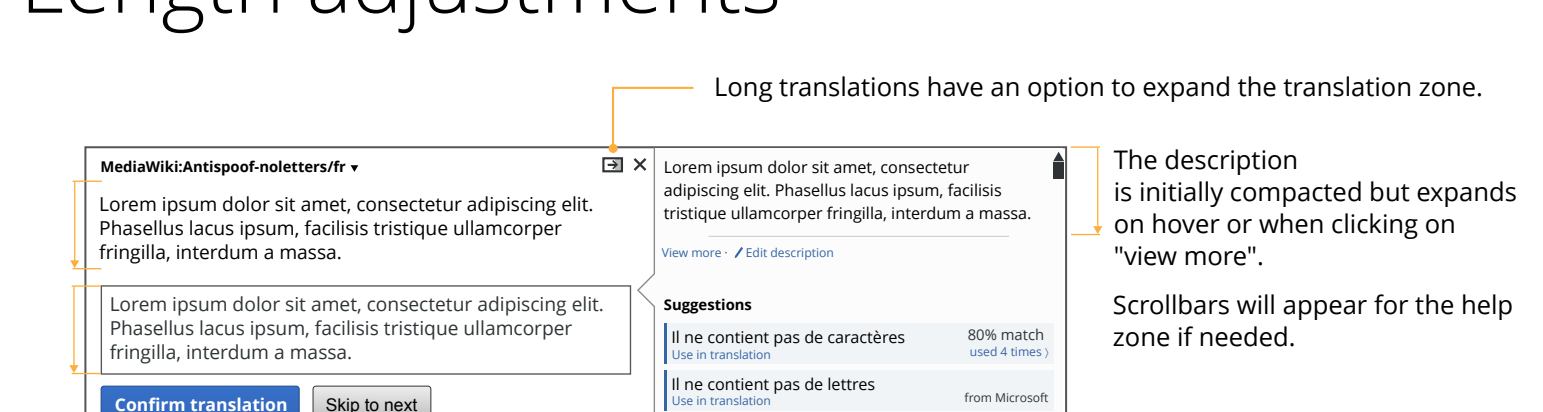 Length adjustments
Long translations have an option to expand the translation zone.
MediaWiki:Antispoof-noletters/fr
Lorem ipsum dolor sit amet, consectetur adipiscing elit.
Phasellus lacus ipsum, facilisis tristique ullamcorper
fringilla, interdum a massa.
Lorem ipsum dolor sit amet, consectetur adipiscing elit.
Phasellus lacus ipsum, facilisis tristique ullamcorper
fringilla, interdum a massa.
Confirm translation
Skip to next
Lorem ipsum dolor sit amet, consectetur
adipiscing elit. Phasellus lacus ipsum, facilisis
tristique ullamcorper fringilla, interdum a massa.
View more · Edit description
Suggestions
Il ne contient pas de caractères
80% match
Use in translation
used 4 times 〉
Il ne contient pas de lettres
Use in translation
from Microsoft
The description
is initially compacted but expands
on hover or when clicking on
"view more".
Scrollbars will appear for the help
zone if needed.